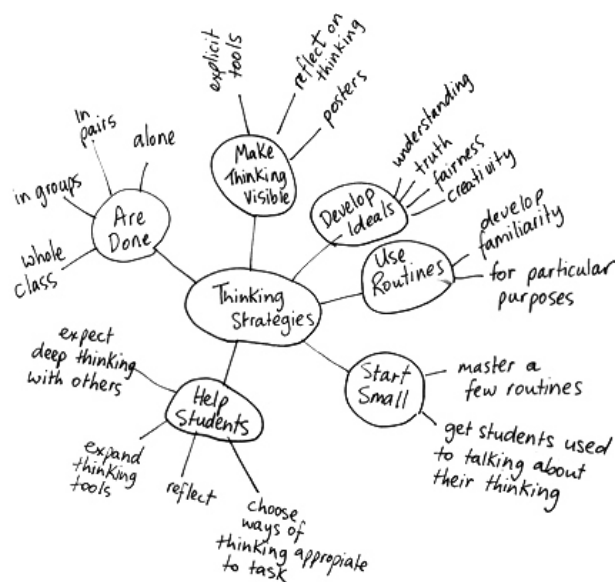 explicit
tools
reflect on
thinking
posters
Make
Thinking
Visible
in
pairs
alone
in groups
whole
class
Are
Done
understanding
truth
fairness
creativity
Develop
Ideals
develop
familiarity
for particular
purposes
Use
Routines
Thinking
Strategies
Start
Small
master a
few routines
get students used
to talking about
their thinking
expect
deep thinking
with others
Help
Students
expand
thinking
tools
reflect
choose
ways of
thinking appropiate
to task